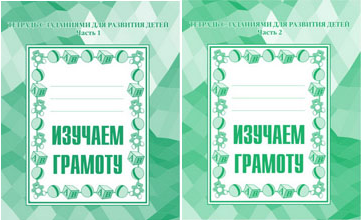 ТЕТРАДЬ С ЗАДАНИЯМИ ДЛЯ РАЗВИТИЯ ДЕТЕЙ
Часть 1
ИЗУЧАЕМ
ГРАМОТУ
ТЕТРАДЬ С ЗАДАНИЯМИ ДЛЯ РАЗВИТИЯ ДЕТЕЙ
Часть 2
ИЗУЧАЕМ
ГРАМОТУ